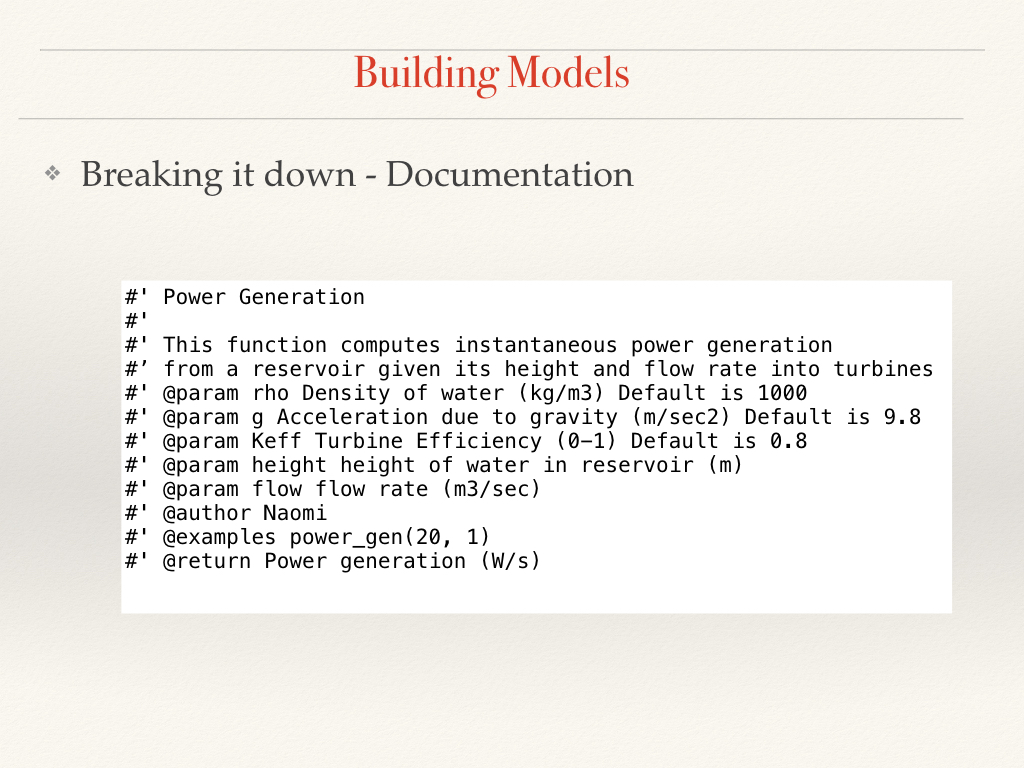 Building Models
Breaking it down - Documentation
#' Power Generation
#'
#' This function computes instantaneous power generation
#’ from a reservoir given its height and flow rate into turbines
#' @param rho Density of water (kg/m3) Default is 1000
#' @param g Acceleration due to gravity (m/sec2) Default is 9.8
#' @param Keff Turbine Efficiency (0-1) Default is 0.8
#' @param height height of water in reservoir (m)
#' @param flow flow rate (m3/sec)
#' @author Naomi
#' @examples power_gen(20, 1)
#' @return Power generation (W/s)